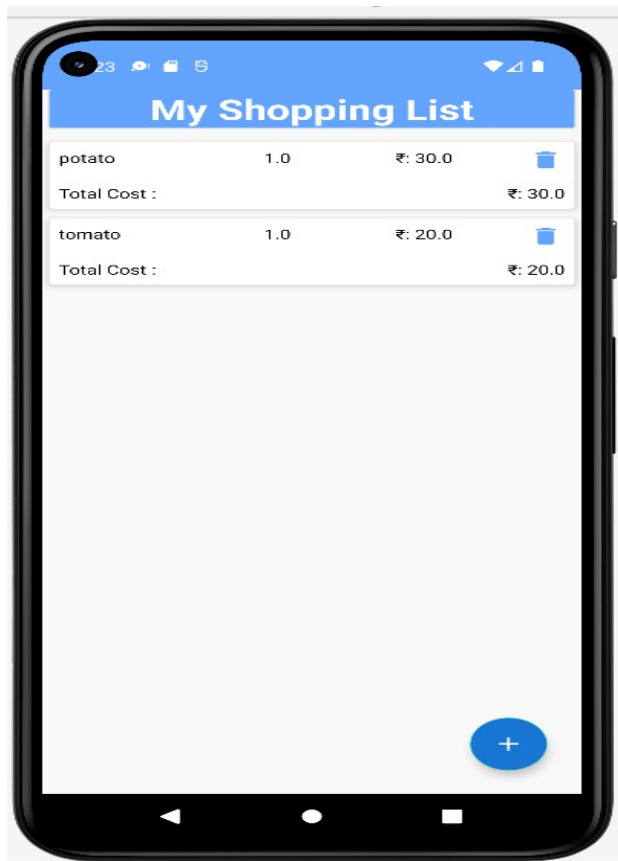 23
My Shopping List
potato 1.0 ₹: 30.0
Total Cost : ₹: 30.0
tomato 1.0 ₹: 20.0
Total Cost : ₹: 20.0
+